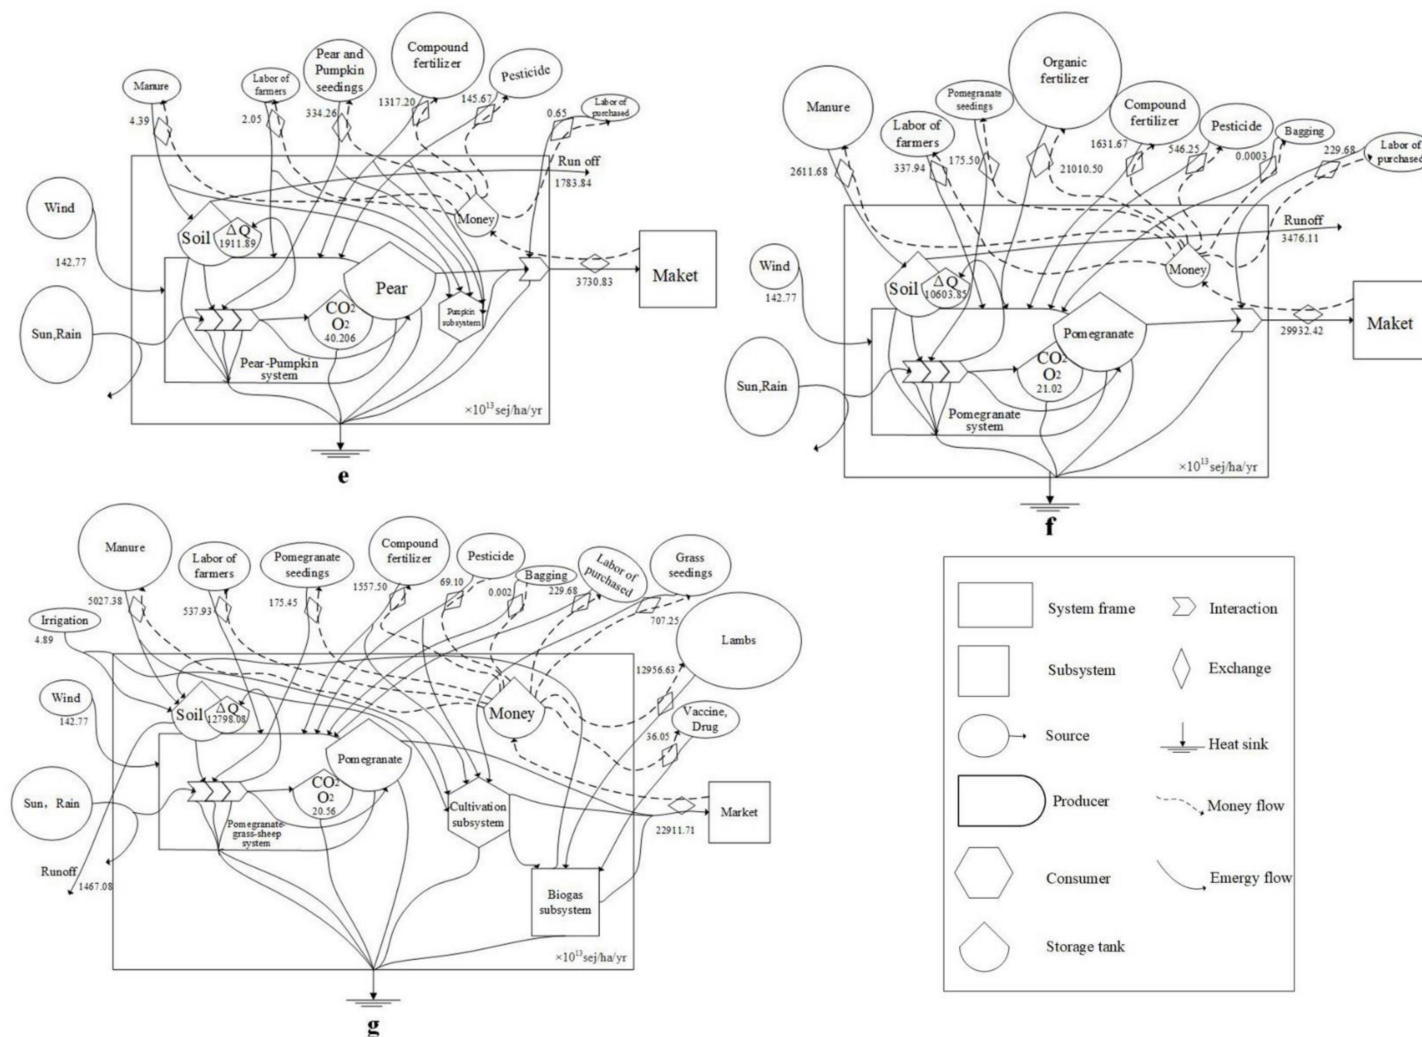 Pear and
Pumpkin
seedings
Compound
fertilizer
Pesticide
Manure
Labor of
farmers
Labor of
purchased
4.39
2.05
334.26
1317.20
145.67
0.65
Run off
1783.84
Wind
142.77
Soil
ΔQ
1911.89
Money
Maket
3730.83
Pear
Pumpkin
subsystem
CO2
O2
40.206
Sun,Rain
Pear-Pumpkin
system
×10¹³sej/ha/yr
e
Organic
fertilizer
Manure
Pomegranate
seedings
Labor of
farmers
Compound
fertilizer
Pesticide
Bagging
Labor of
purchased
2611.68
337.94
175.50
21010.50
1631.67
546.25
0.0003
229.68
Runoff
3476.11
Wind
142.77
Soil
ΔQ
10603.85
Money
Maket
29932.42
Pomegranate
CO2
O2
21.02
Sun,Rain
Pomegranate
system
×10¹³sej/ha/yr
f
Manure
Labor of
farmers
Pomegranate
seedings
Compound
fertilizer
Pesticide
Bagging
Labor of
purchased
Grass
seedings
Lambs
5027.38
537.93
175.45
1557.50
69.10
0.002
229.68
707.25
Irrigation
4.89
12956.63
Wind
142.77
Soil
ΔQ
12798.08
Money
Vaccine,
Drug
36.05
Pomegranate
CO2
O2
20.56
Sun, Rain
Cultivation
subsystem
Market
22911.71
Pomegranate-
grass-sheep
system
Runoff
1467.08
Biogas
subsystem
×10¹³sej/ha/yr
g
System frame
Interaction
Subsystem
Exchange
Source
Heat sink
Producer
Money flow
Consumer
Emergy flow
Storage tank